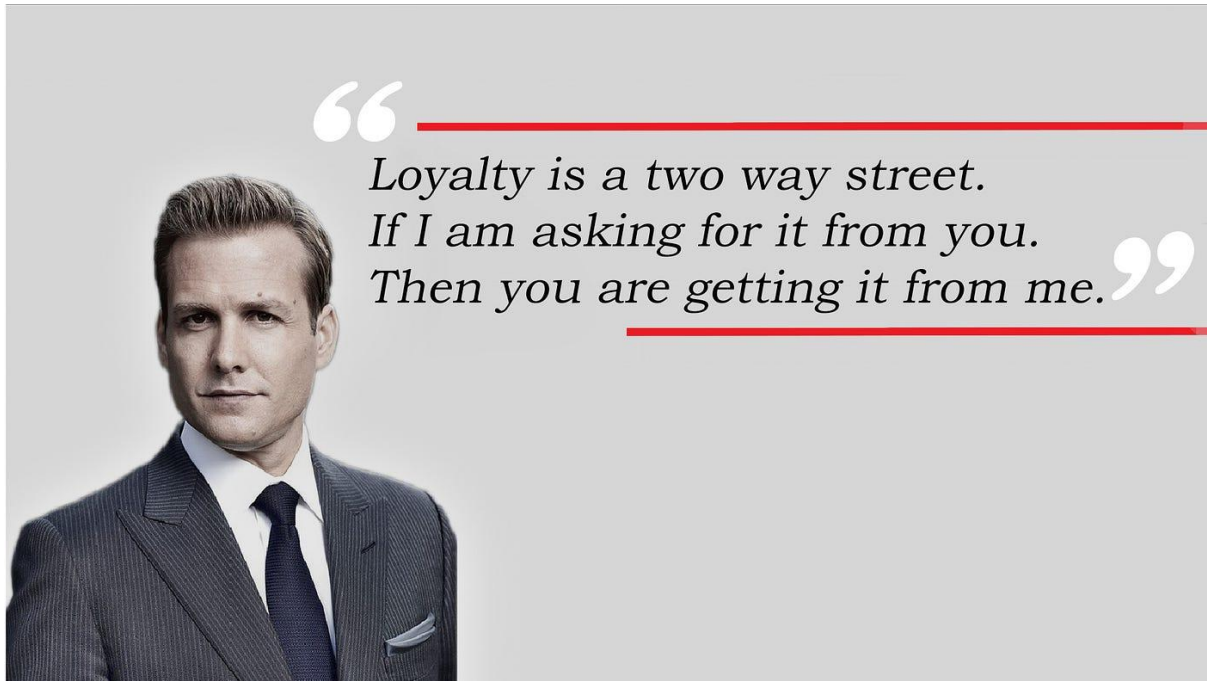 “
Loyalty is a two way street.
If I am asking for it from you.
Then you are getting it from me.”